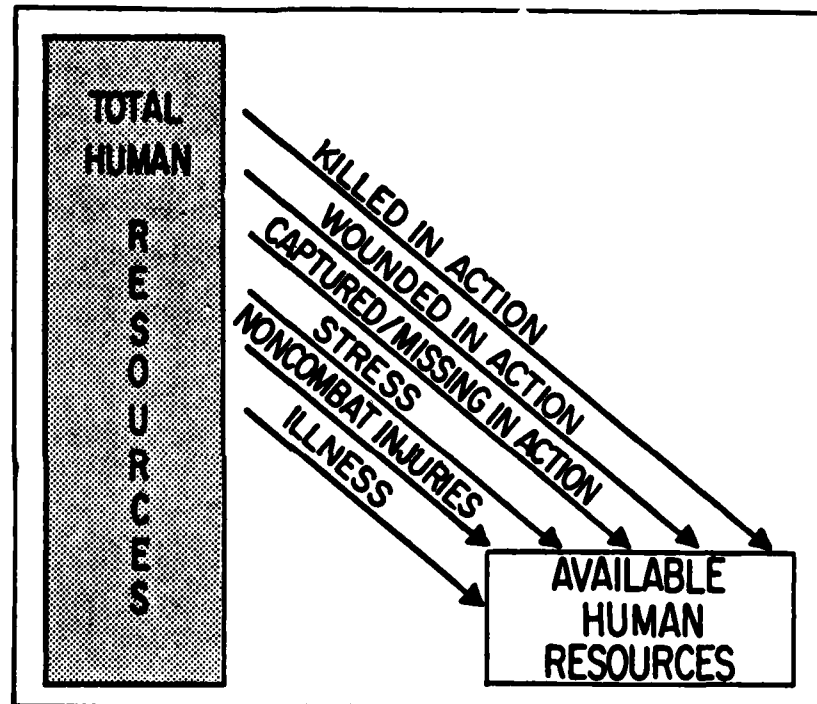 TOTAL
HUMAN
RESOURCES
KILLED IN ACTION
WOUNDED IN ACTION
CAPTURED/MISSING IN ACTION
STRESS
NONCOMBAT INJURIES
ILLNESS
AVAILABLE
HUMAN
RESOURCES